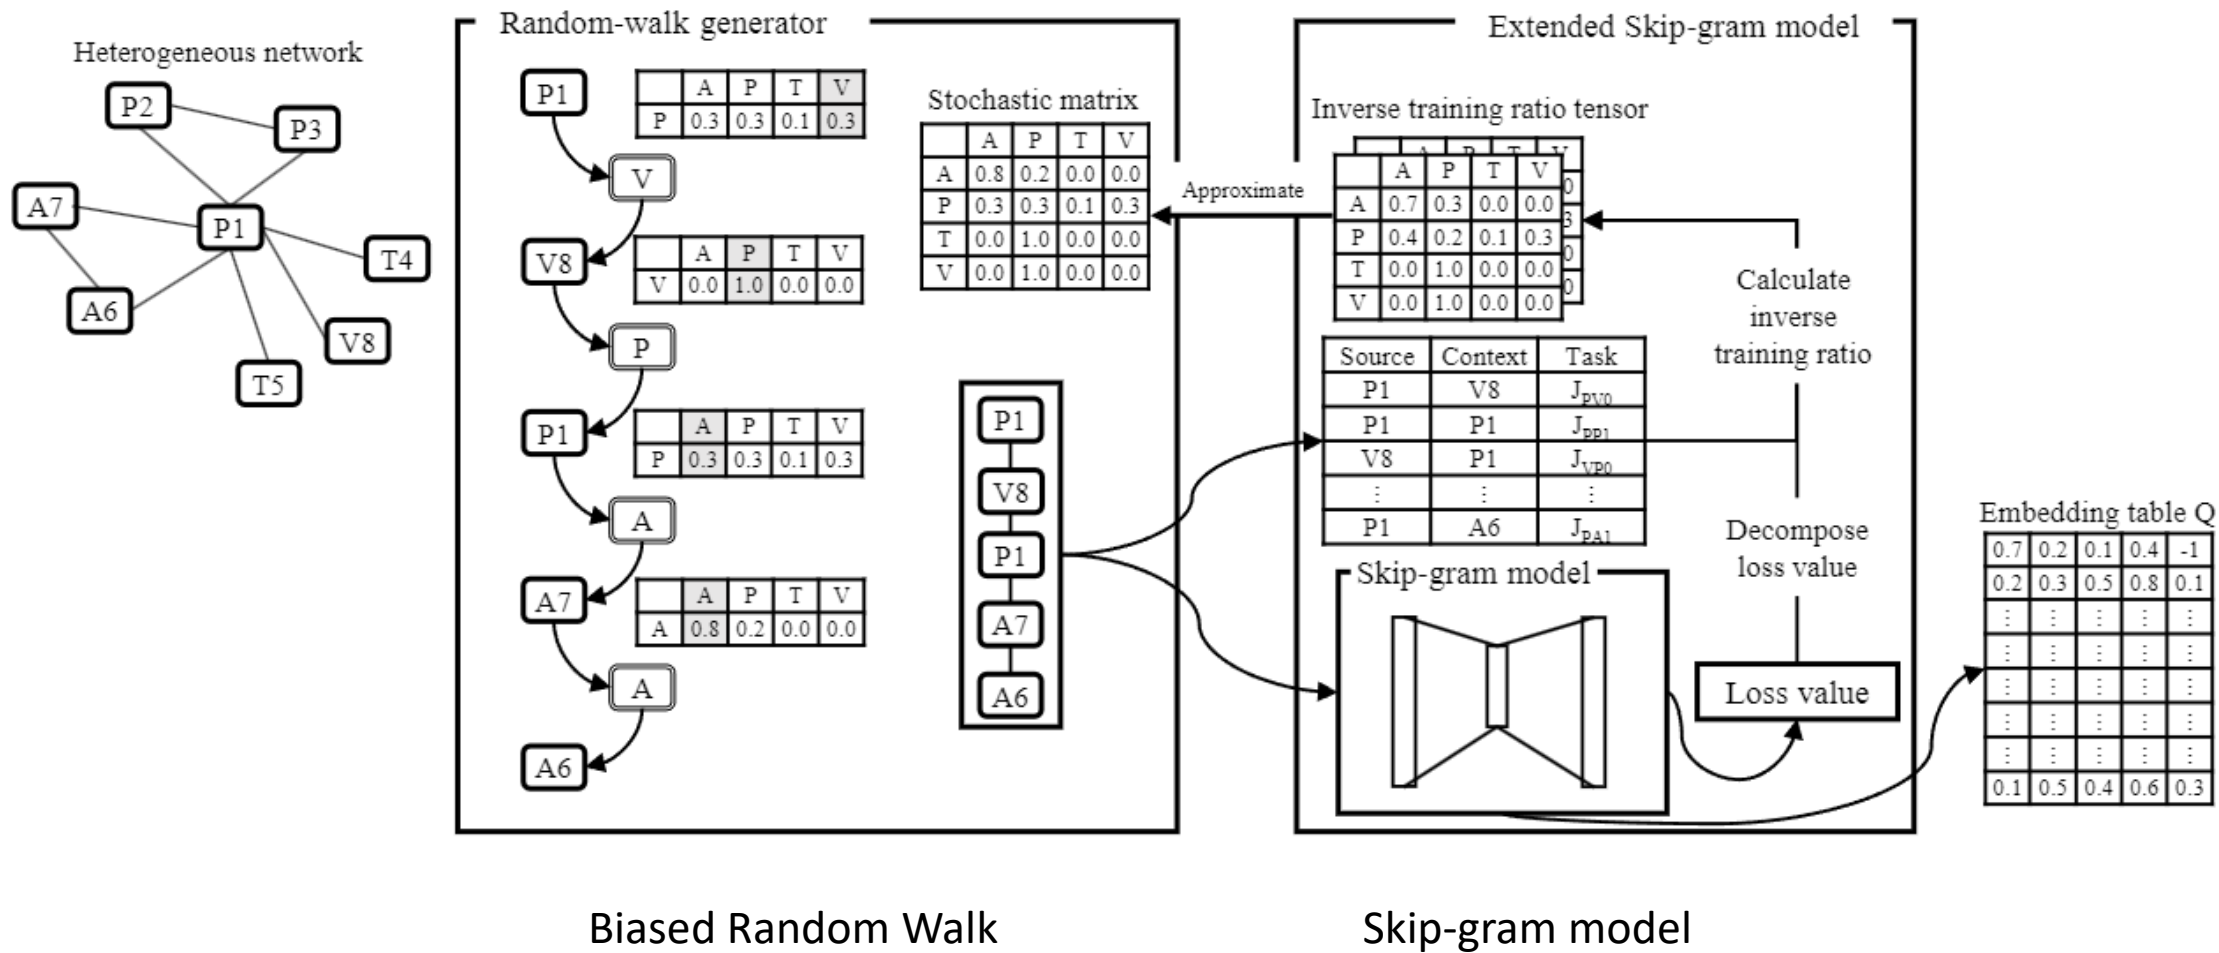 Heterogeneous network
P2
P3
A7
P1
T4
A6
V8
T5
Random-walk generator
P1
A P T V
P 0.3 0.3 0.1 0.3
V
V8
A P T V
V 0.0 1.0 0.0 0.0
P
P1
A P T V
P 0.3 0.3 0.1 0.3
A
A7
A P T V
A 0.8 0.2 0.0 0.0
A
A6
Stochastic matrix
A P T V
A 0.8 0.2 0.0 0.0
P 0.3 0.3 0.1 0.3
T 0.0 1.0 0.0 0.0
V 0.0 1.0 0.0 0.0
P1
V8
P1
A7
A6
Approximate
Extended Skip-gram model
Inverse training ratio tensor
A P T V
A 0.7 0.3 0.0 0.0
P 0.4 0.2 0.1 0.3
T 0.0 1.0 0.0 0.0
V 0.0 1.0 0.0 0.0
Source Context Task
P1 V8 J_PV0
P1 P1 J_PP1
V8 P1 J_VP0
⋮ ⋮ ⋮
P1 A6 J_PA1
Calculate
inverse
training ratio
Decompose
loss value
Loss value
Skip-gram model
Embedding table Q
0.7 0.2 0.1 0.4 -1
0.2 0.3 0.5 0.8 0.1
⋮ ⋮ ⋮ ⋮ ⋮
⋮ ⋮ ⋮ ⋮ ⋮
⋮ ⋮ ⋮ ⋮ ⋮
⋮ ⋮ ⋮ ⋮ ⋮
⋮ ⋮ ⋮ ⋮ ⋮
0.1 0.5 0.4 0.6 0.3
Biased Random Walk
Skip-gram model